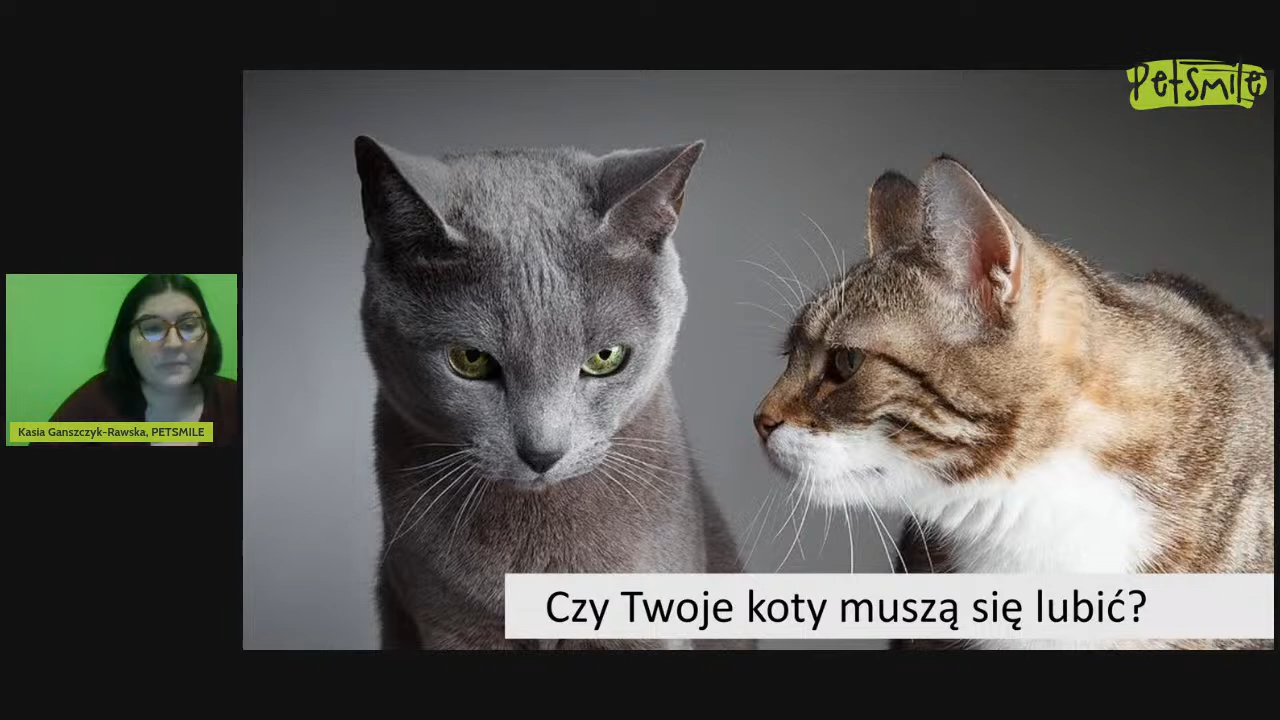 PetSmile
Kasia Ganszczyk-Rawska, PETSMILE
Czy Twoje koty muszą się lubić?